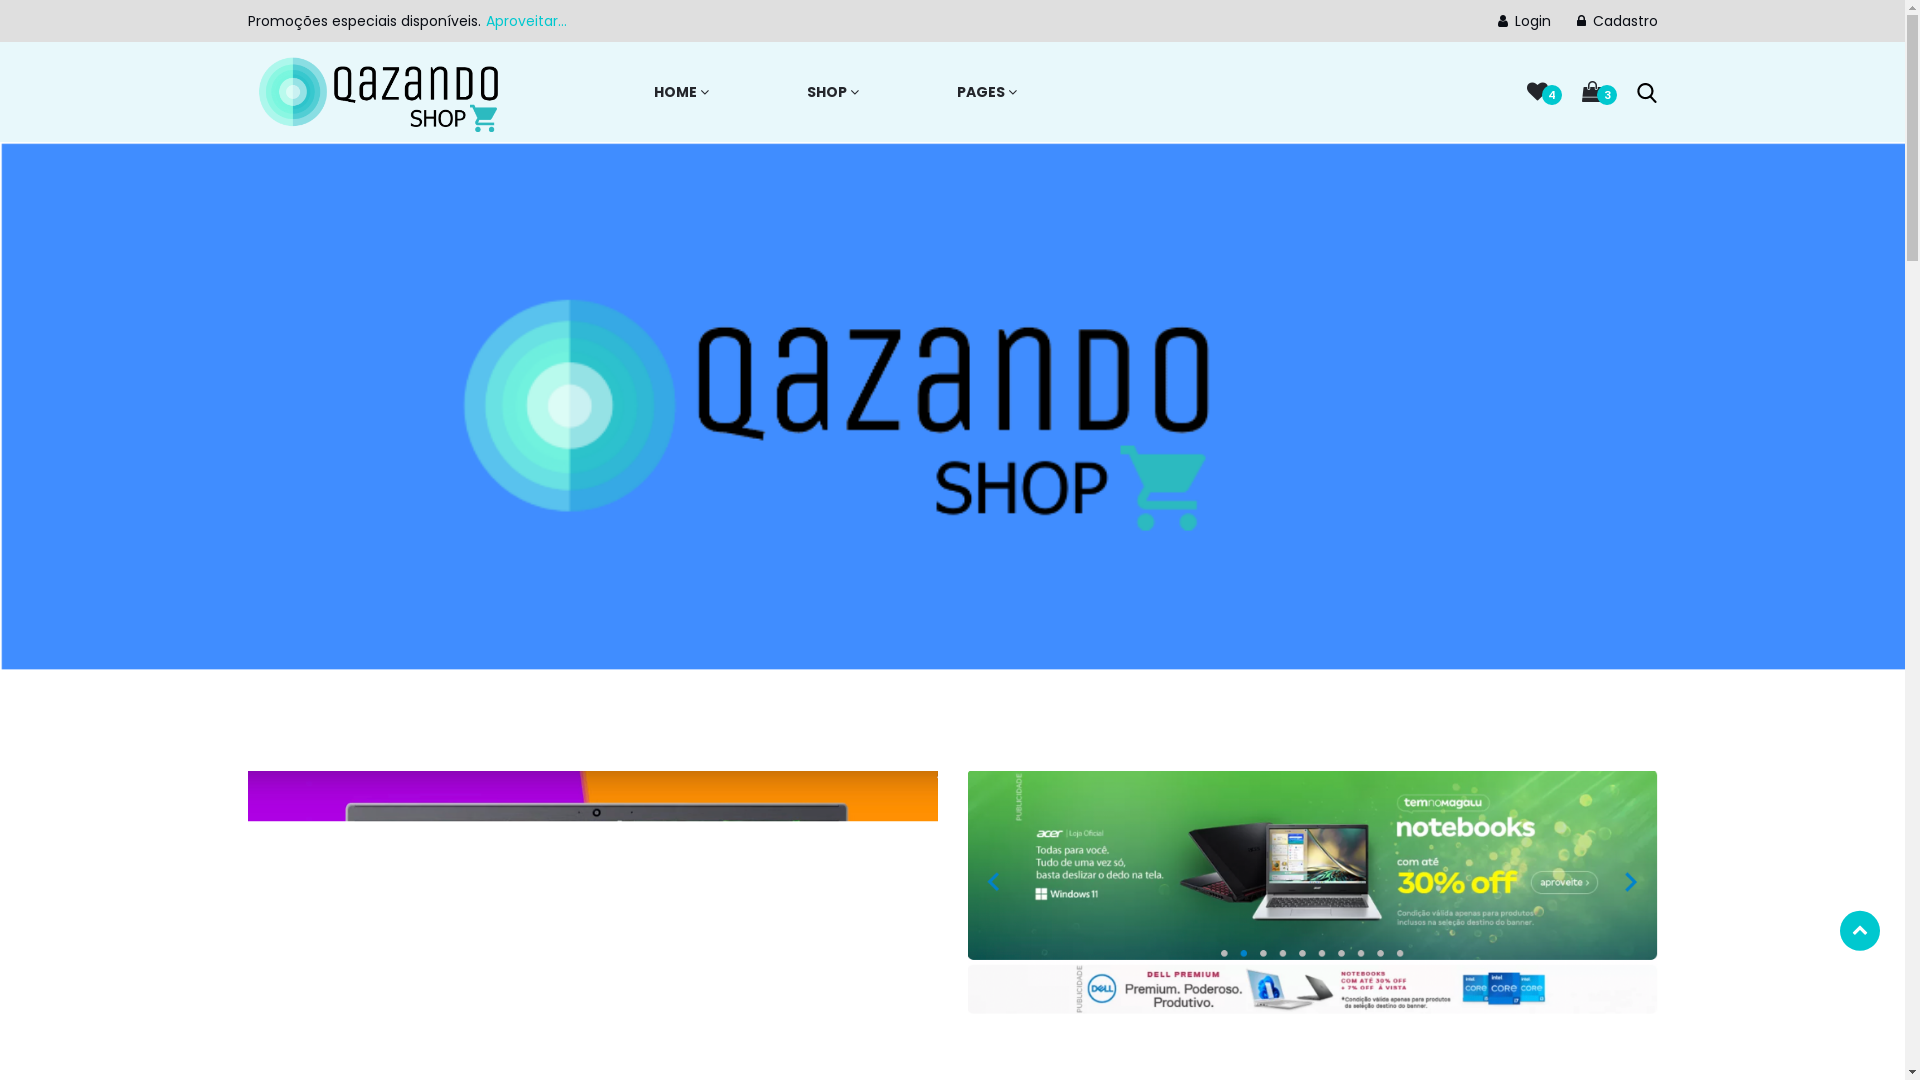 Promoções especiais disponíveis. Aproveitar...
Login
Cadastro
QAZANDO
SHOP
HOME
SHOP
PAGES
4
3
QAZANDO
SHOP
PUBLICIDADE
acer | Loja Oficial
Todas para você.
Tudo de uma vez só,
basta deslizar o dedo na tela.
Windows 11
temnomagalu
notebooks
com até
30% off
aproveite >
Condição válida apenas para produtos
inclusos na seleção destino do banner.
PUBLICIDADE
DELL
DELL PREMIUM
Premium. Poderoso.
Produtivo.
NOTEBOOKS
COM ATÉ 30% OFF
+ 7% OFF À VISTA
*Condição válida apenas para produtos
da seleção destino do banner.
intel
CORE
intel
CORE
i7
intel
CORE